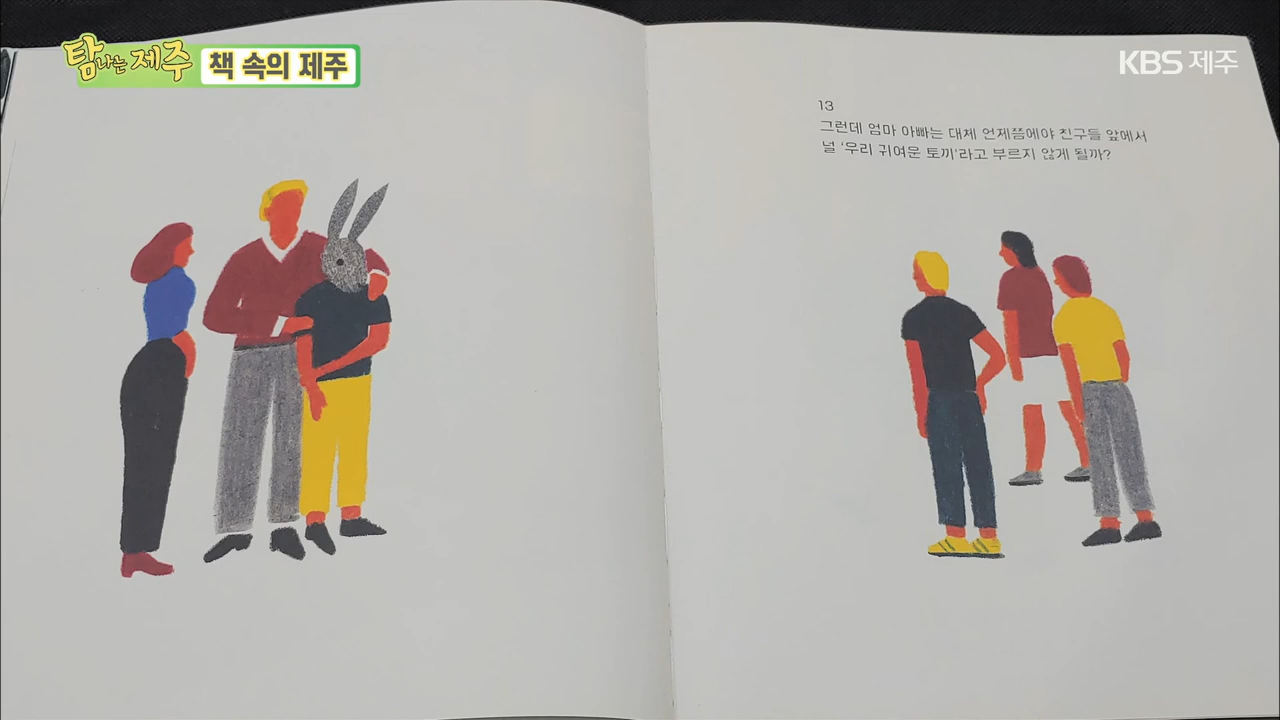 탐나는 제주
책 속의 제주
KBS 제주
13
그런데 엄마 아빠는 대체 언제쯤에야 친구들 앞에서
널 '우리 귀여운 토끼'라고 부르지 않게 될까?